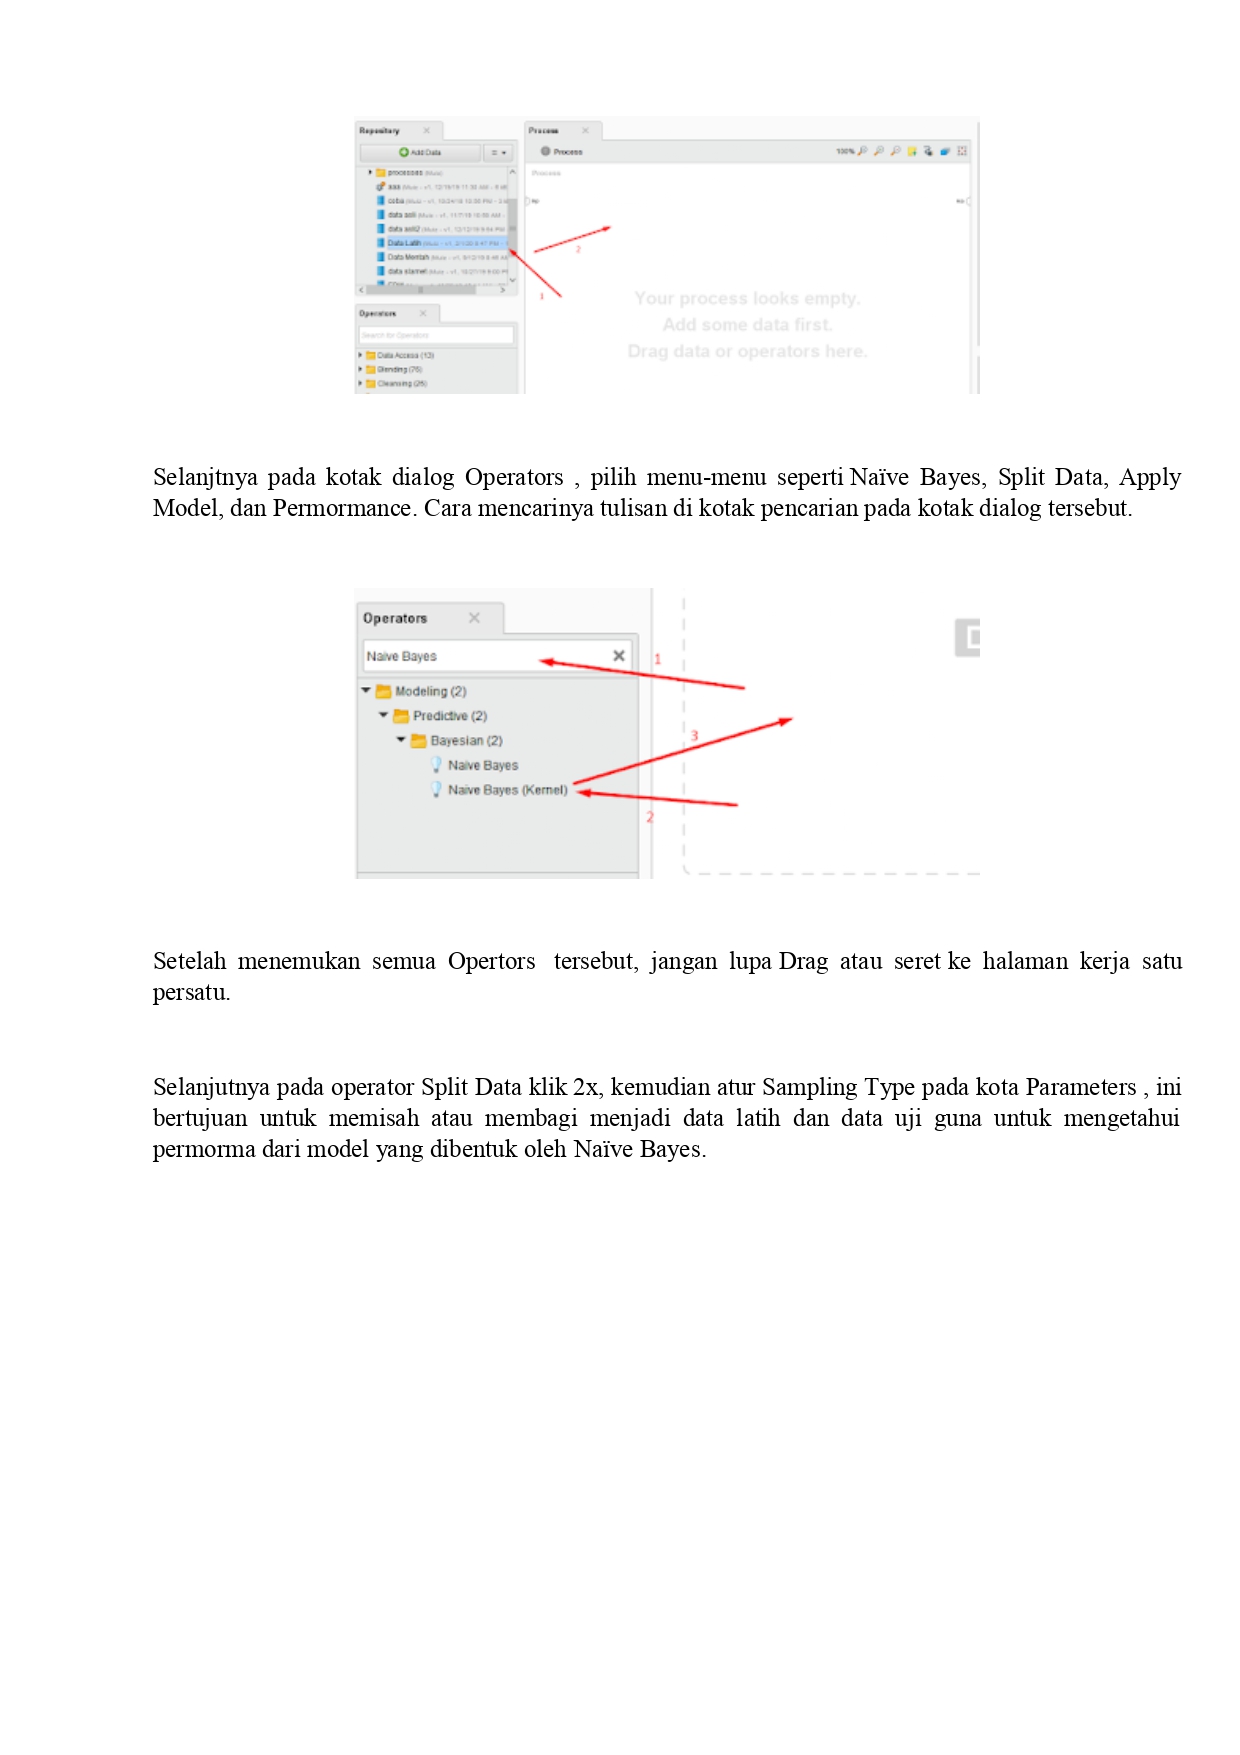 Repository
Process
Add Data
Process
100%
processes
Process
coba
data asli
data asli2
Data Latih
Data Mentah
data slamet
2
1
Your process looks empty.
Add some data first.
Drag data or operators here.
Operators
Search for Operators
Data Access (13)
Blending (76)
Cleansing (26)
Selanjtnya pada kotak dialog Operators , pilih menu-menu seperti Naïve Bayes, Split Data, Apply
Model, dan Permormance. Cara mencarinya tulisan di kotak pencarian pada kotak dialog tersebut.
Operators
Naive Bayes
1
Modeling (2)
Predictive (2)
3
Bayesian (2)
Naive Bayes
Naive Bayes (Kernel)
2
Setelah menemukan semua Opertors tersebut, jangan lupa Drag atau seret ke halaman kerja satu
persatu.
Selanjutnya pada operator Split Data klik 2x, kemudian atur Sampling Type pada kota Parameters , ini
bertujuan untuk memisah atau membagi menjadi data latih dan data uji guna untuk mengetahui
permorma dari model yang dibentuk oleh Naïve Bayes.